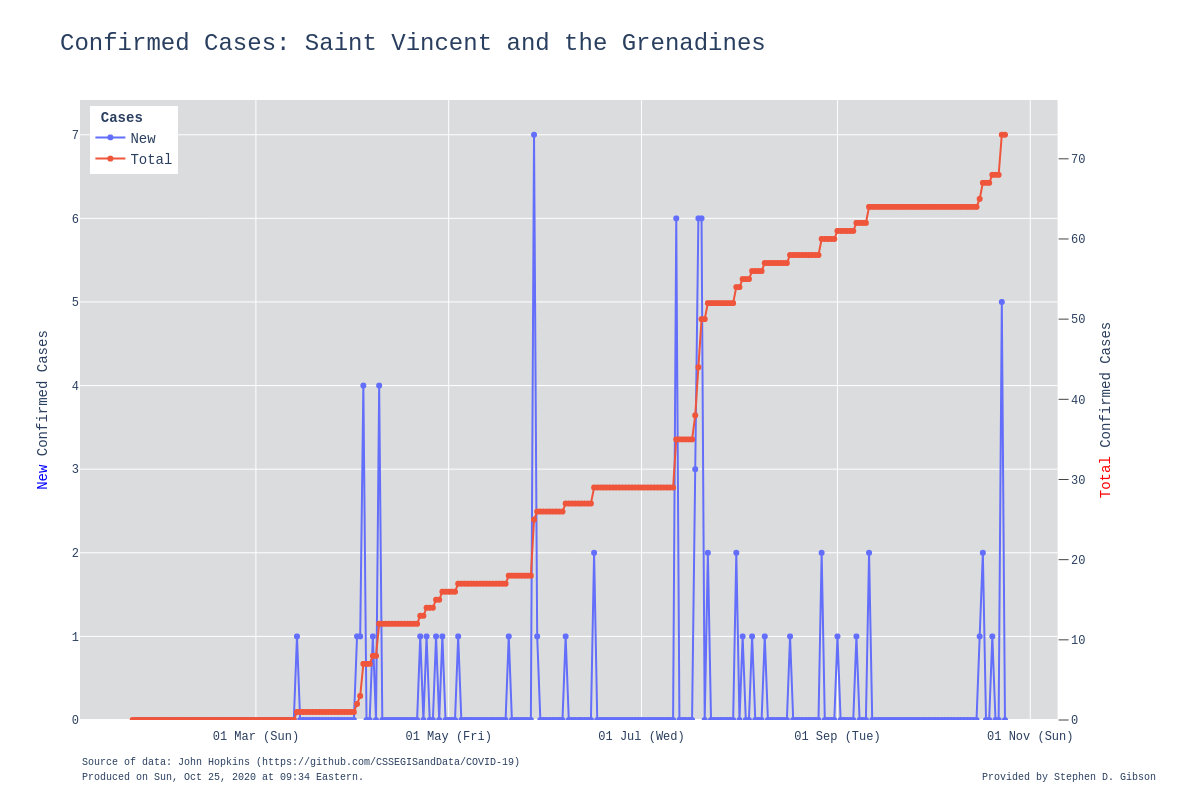 Confirmed Cases: Saint Vincent and the Grenadines
Cases
New
Total
7
6
5
4
3
2
1
0
70
60
50
40
30
20
10
0
New Confirmed Cases
Total Confirmed Cases
01 Mar (Sun)
01 May (Fri)
01 Jul (Wed)
01 Sep (Tue)
01 Nov (Sun)
Source of data: John Hopkins (https://github.com/CSSEGISandData/COVID-19)
Produced on Sun, Oct 25, 2020 at 09:34 Eastern.
Provided by Stephen D. Gibson